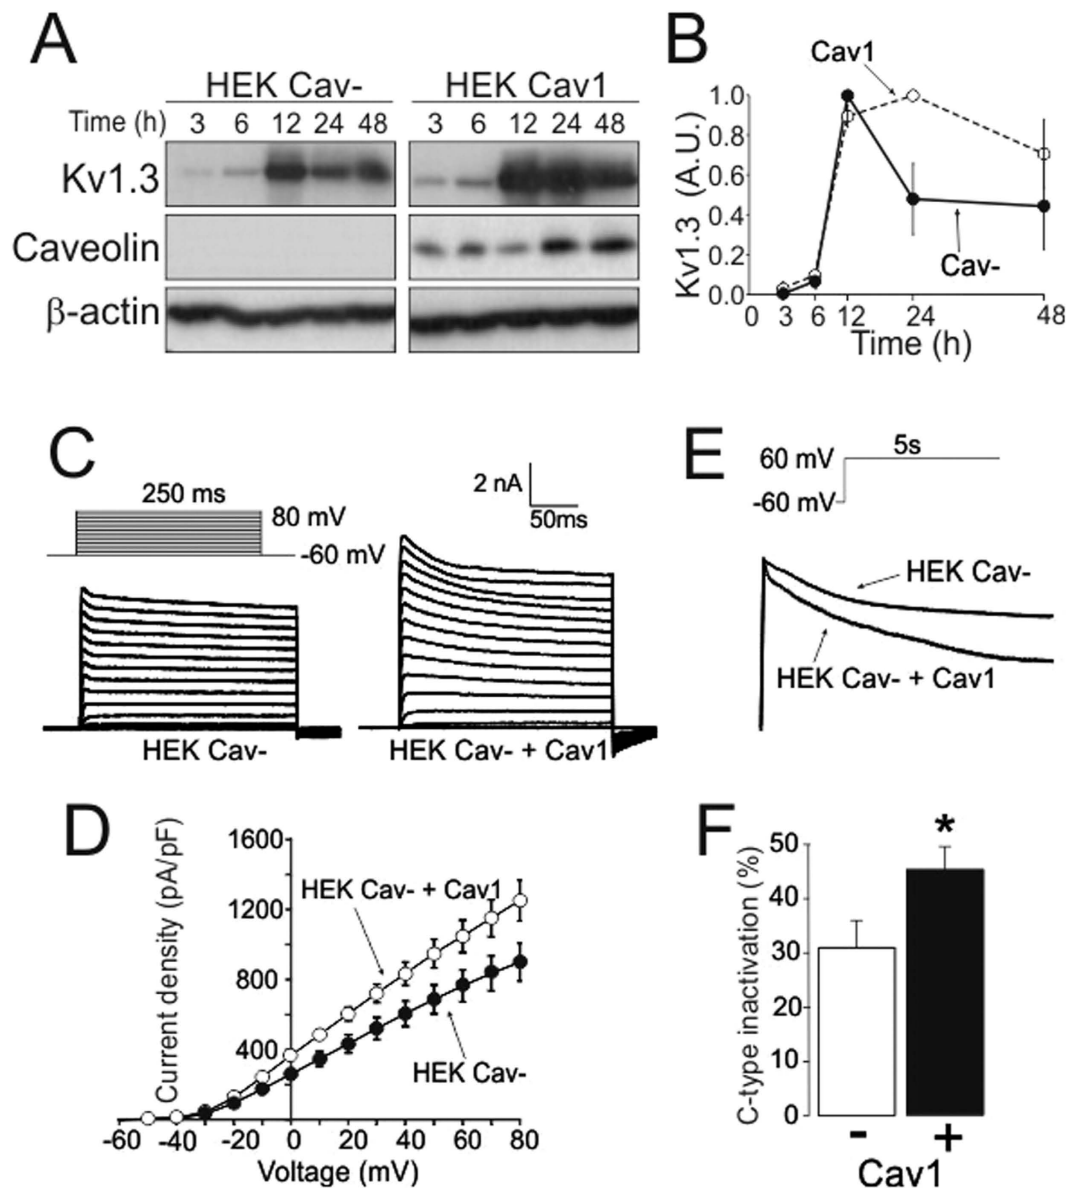 A
HEK Cav-
HEK Cav1
Time (h)
3 6 12 24 48
3 6 12 24 48
Kv1.3
Caveolin
β-actin
B
Cav1
Kv1.3 (A.U.)
1.0
0.8
0.6
0.4
0.2
0.0
Cav-
0 3 6 12 24 48
Time (h)
C
250 ms
80 mV
-60 mV
2 nA
50ms
HEK Cav-
HEK Cav- + Cav1
E
5s
60 mV
-60 mV
HEK Cav-
HEK Cav- + Cav1
D
Current density (pA/pF)
1600
1200
800
400
HEK Cav- + Cav1
HEK Cav-
-60 -40 -20 0 20 40 60 80
Voltage (mV)
F
C-type inactivation (%)
50
40
30
20
10
0
*
- +
Cav1